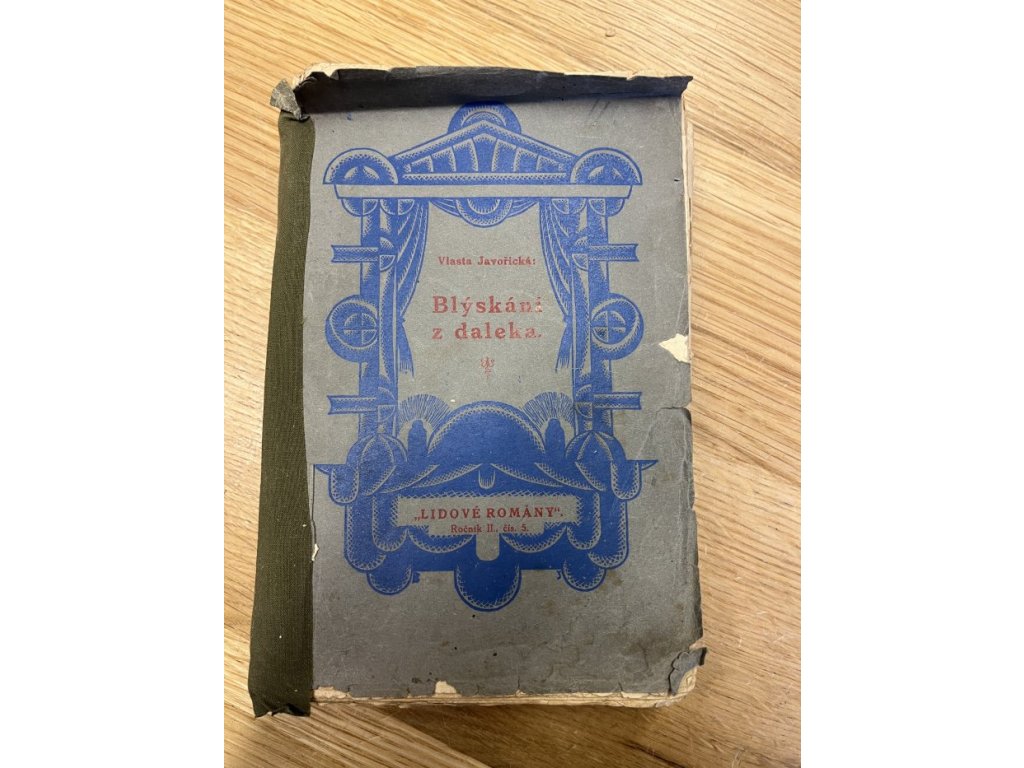 Vlasta Javořická:
Blýskání
z daleka.
„LIDOVÉ ROMÁNY".
Ročník II., čís. 5.